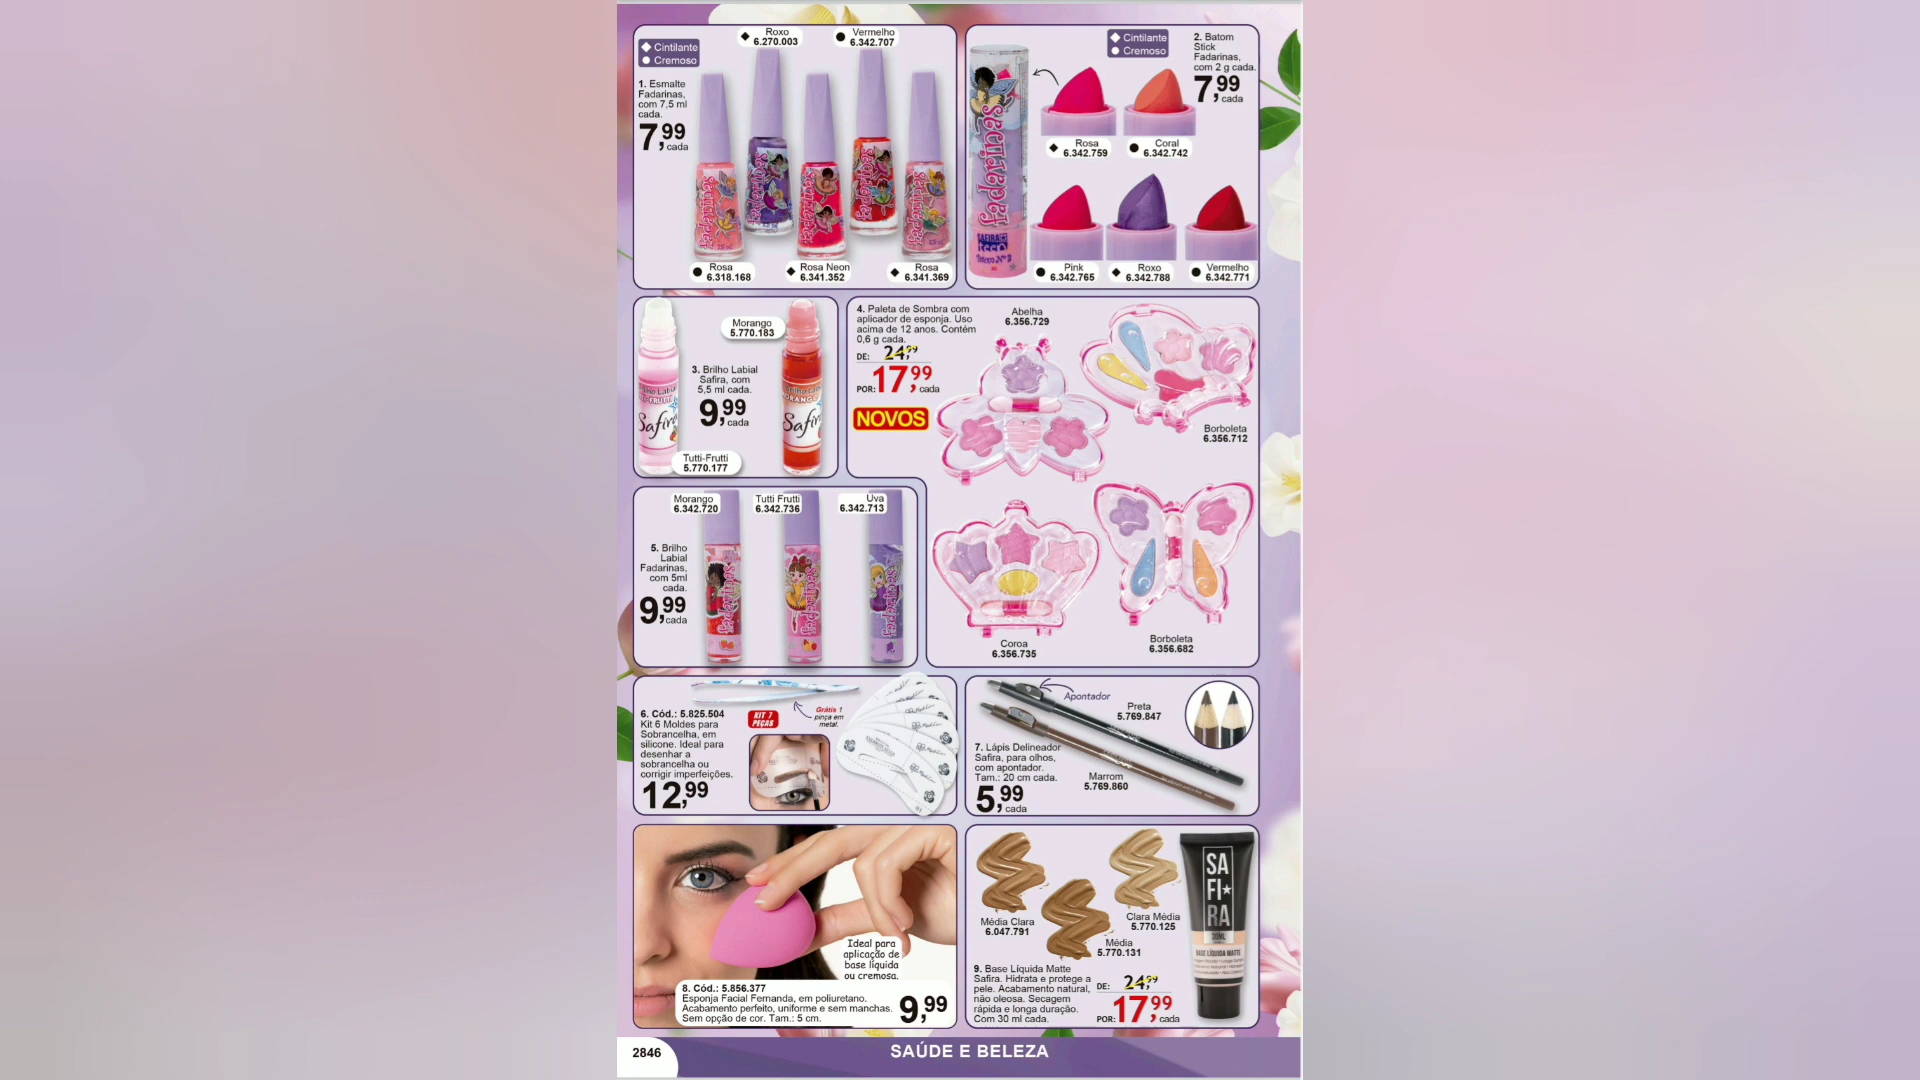 Cintilante
Cremoso
1. Esmalte
Fadarinas,
com 7,5 ml
cada.
7,99
cada
Roxo
6.270.003
Vermelho
6.342.707
Rosa
6.318.168
Rosa Neon
6.341.352
Rosa
6.341.369
Cintilante
Cremoso
2. Batom
Stick
Fadarinas,
com 2 g cada.
7,99
cada
fadarinas
Rosa
6.342.759
Coral
6.342.742
Pink
6.342.765
Roxo
6.342.788
Vermelho
6.342.771
Morango
5.770.183
3. Brilho Labial
Safira, com
5,5 ml cada.
9,99
cada
Safira
Tutti-Frutti
5.770.177
4. Paleta de Sombra com
aplicador de esponja. Uso
acima de 12 anos. Contém
0,6 g cada.
DE: 24,99
POR: 17,99
cada
NOVOS
Abelha
6.356.729
Borboleta
6.356.712
Coroa
6.356.735
Borboleta
6.356.682
Morango
6.342.720
Tutti Frutti
6.342.736
Uva
6.342.713
5. Brilho
Labial
Fadarinas,
com 5ml
cada.
9,99
cada
6. Cód.: 5.825.504
Kit 6 Moldes para
Sobrancelha, em
silicone. Ideal para
desenhar a
sobrancelha ou
corrigir imperfeições.
12,99
KIT 7
PEÇAS
Grátis 1
pinça em
metal.
Apontador
Preta
5.769.847
7. Lápis Delineador
Safira, para olhos,
com apontador.
Tam.: 20 cm cada.
5,99
cada
Marrom
5.769.860
Ideal para
aplicação de
base líquida
ou cremosa.
8. Cód.: 5.856.377
Esponja Facial Fernanda, em poliuretano.
Acabamento perfeito, uniforme e sem manchas.
Sem opção de cor. Tam.: 5 cm.
9,99
Média Clara
6.047.791
Clara Média
5.770.125
Média
5.770.131
9. Base Líquida Matte
Safira. Hidrata e protege a
pele. Acabamento natural,
não oleosa. Secagem
rápida e longa duração.
Com 30 ml cada.
DE: 24,99
POR: 17,99
cada
SA
FI
RA
30ML
BASE LÍQUIDA MATTE
2846
SAÚDE E BELEZA